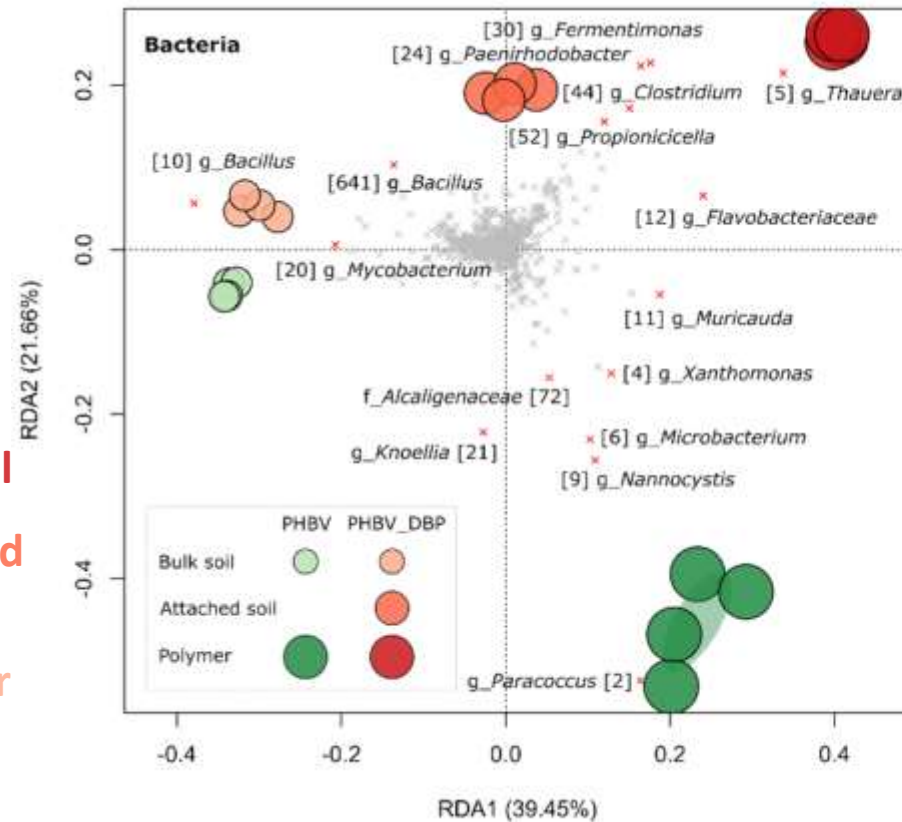 Bacteria
[30] g_Fermentimonas
[24] g_Paenirhodobacter
[44] g_Clostridium
[5] g_Thauera
[52] g_Propionicicella
[10] g_Bacillus
[641] g_Bacillus
[12] g_Flavobacteriaceae
[20] g_Mycobacterium
[11] g_Muricauda
[4] g_Xanthomonas
f_Alcaligenaceae [72]
[6] g_Microbacterium
g_Knoellia [21]
[9] g_Nannocystis
PHBV PHBV_DBP
Bulk soil
Attached soil
Polymer
g_Paracoccus [2]
0.2
0.0
-0.2
-0.4
RDA2 (21.66%)
-0.4 -0.2 0.0 0.2 0.4
RDA1 (39.45%)
l
d
r